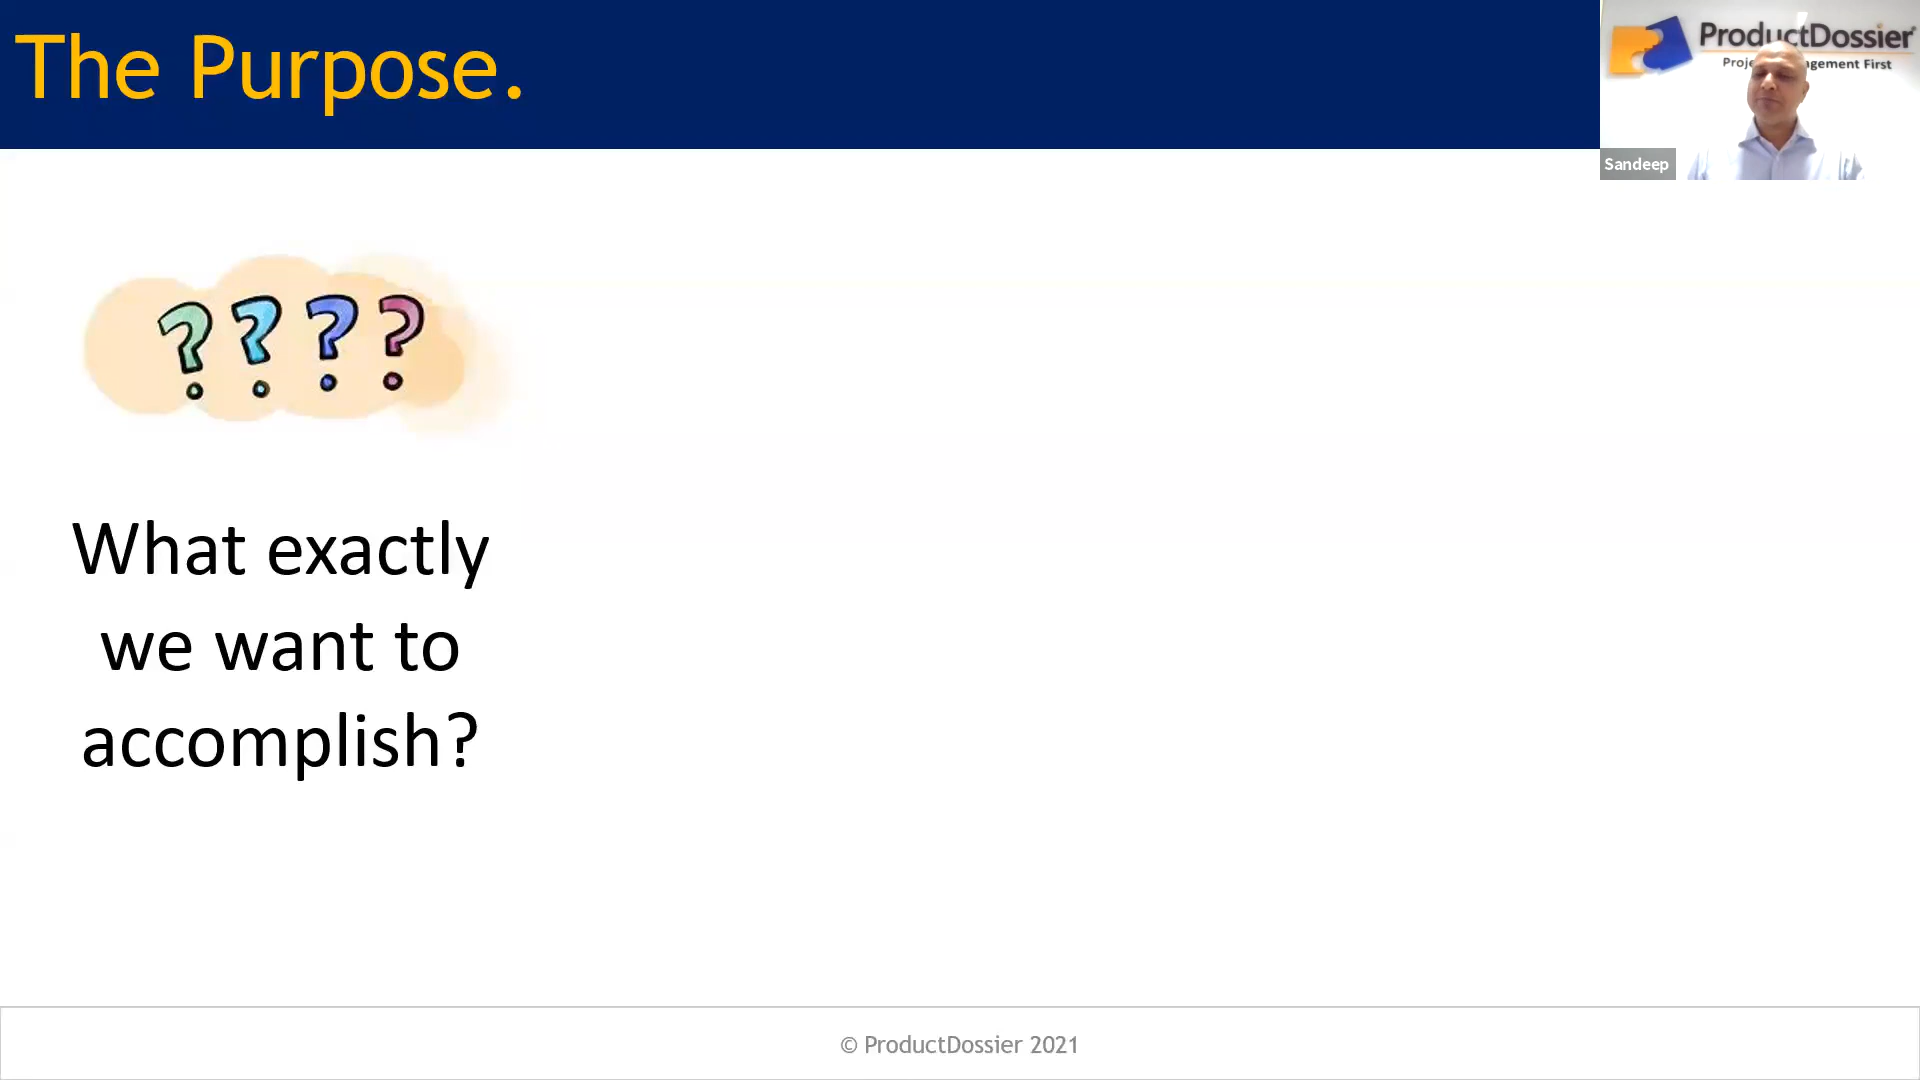 The Purpose.
ProductDossier
Project Management First
Sandeep
? ? ? ?
What exactly
we want to
accomplish?
© ProductDossier 2021